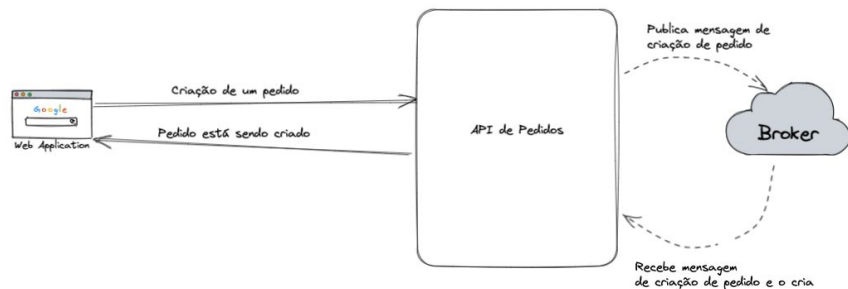 Publica mensagem de
criação de pedido
Criação de um pedido
Google
Pedido está sendo criado
Web Application
API de Pedidos
Broker
Recebe mensagem
de criação de pedido e o cria